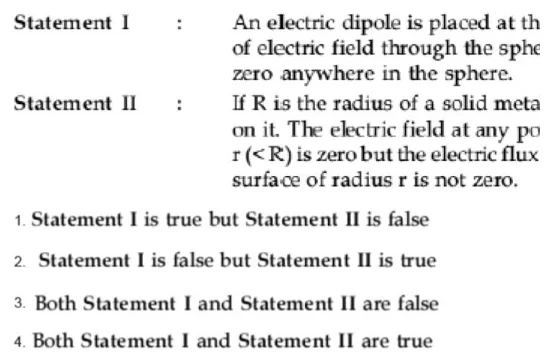 Statement I : An electric dipole is placed at th
of electric field through the sphe
zero anywhere in the sphere.
Statement II : If R is the radius of a solid meta
on it. The electric field at any po
r (< R) is zero but the electric flux
surface of radius r is not zero.
1. Statement I is true but Statement II is false
2. Statement I is false but Statement II is true
3. Both Statement I and Statement II are false
4. Both Statement I and Statement II are true